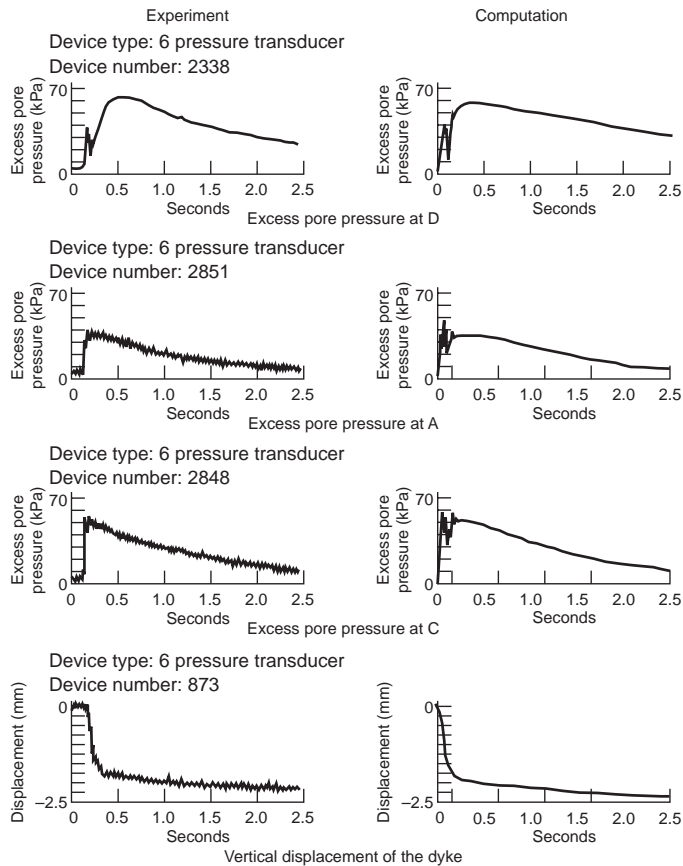 Experiment
Computation
Device type: 6 pressure transducer
Device number: 2338
Excess pore
pressure (kPa)
70
0
0 0.5 1.0 1.5 2.0 2.5
Seconds
Excess pore
pressure (kPa)
70
0
0 0.5 1.0 1.5 2.0 2.5
Seconds
Excess pore pressure at D
Device type: 6 pressure transducer
Device number: 2851
Excess pore
pressure (kPa)
70
0
0 0.5 1.0 1.5 2.0 2.5
Seconds
Excess pore
pressure (kPa)
70
0
0 0.5 1.0 1.5 2.0 2.5
Seconds
Excess pore pressure at A
Device type: 6 pressure transducer
Device number: 2848
Excess pore
pressure (kPa)
70
0
0 0.5 1.0 1.5 2.0 2.5
Seconds
Excess pore
pressure (kPa)
70
0
0 0.5 1.0 1.5 2.0 2.5
Seconds
Excess pore pressure at C
Device type: 6 pressure transducer
Device number: 873
Displacement (mm)
0
–2.5
0 0.5 1.0 1.5 2.0 2.5
Seconds
Displacement (mm)
0
–2.5
0 0.5 1.0 1.5 2.0 2.5
Seconds
Vertical displacement of the dyke